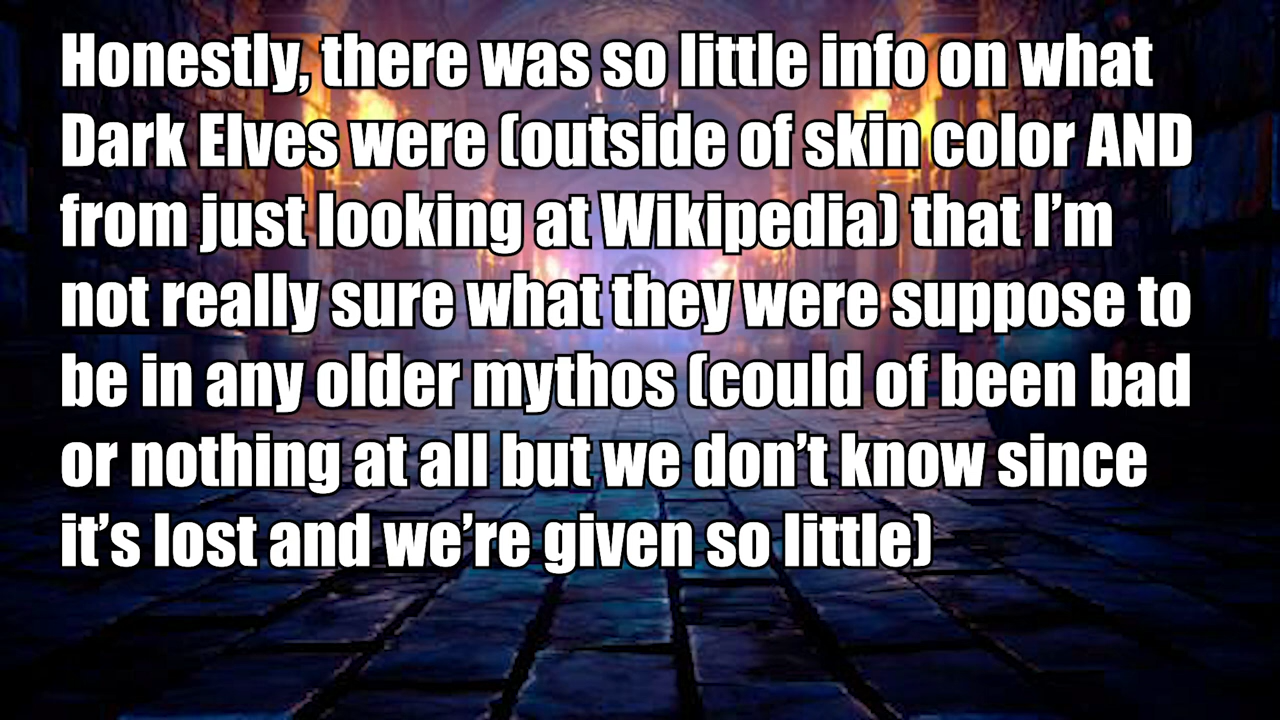 Honestly, there was so little info on what
Dark Elves were (outside of skin color AND
from just looking at Wikipedia) that I’m
not really sure what they were suppose to
be in any older mythos (could of been bad
or nothing at all but we don’t know since
it’s lost and we’re given so little)